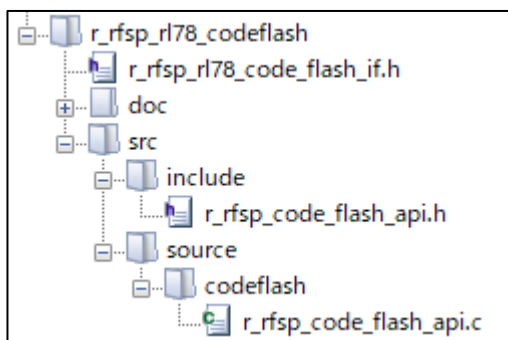 r_rfsp_rl78_codeflash
r_rfsp_rl78_code_flash_if.h
doc
src
include
r_rfsp_code_flash_api.h
source
codeflash
r_rfsp_code_flash_api.c